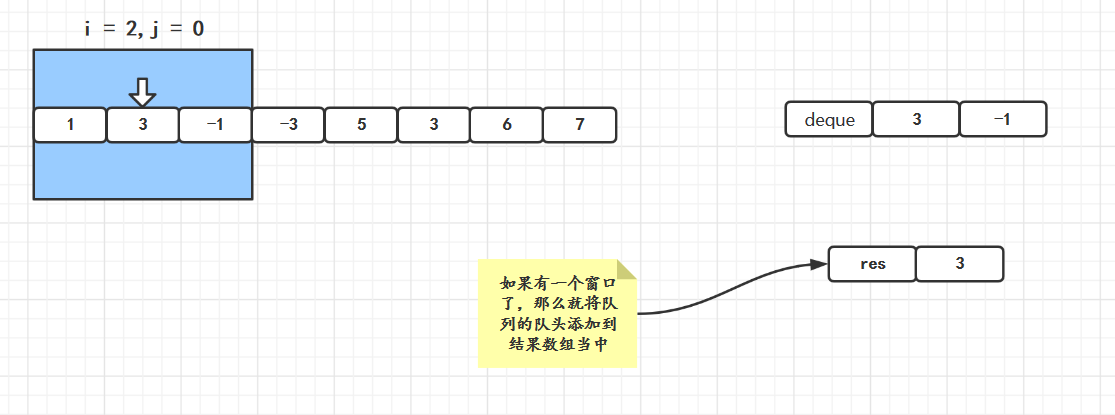 i = 2, j = 0
1 3 -1 -3 5 3 6 7
deque 3 -1
res 3
如果有一个窗口
了，那么就将队
列的队头添加到
结果数组当中